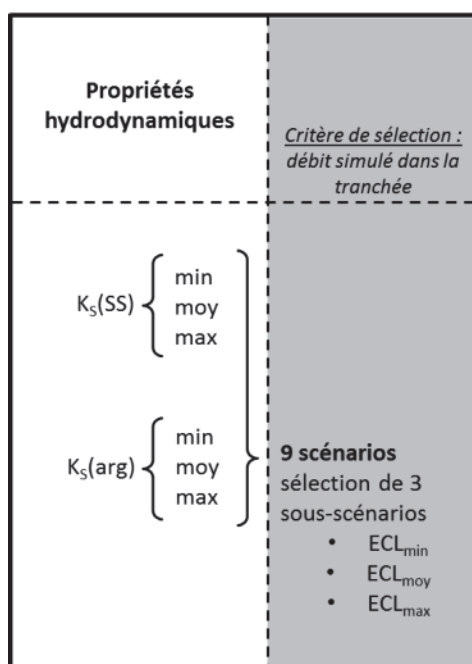 Propriétés
hydrodynamiques
Critère de sélection :
débit simulé dans la
tranchée
K_S(SS)
min
moy
max
K_S(arg)
min
moy
max
9 scénarios
sélection de 3
sous-scénarios
• ECL_min
• ECL_moy
• ECL_max